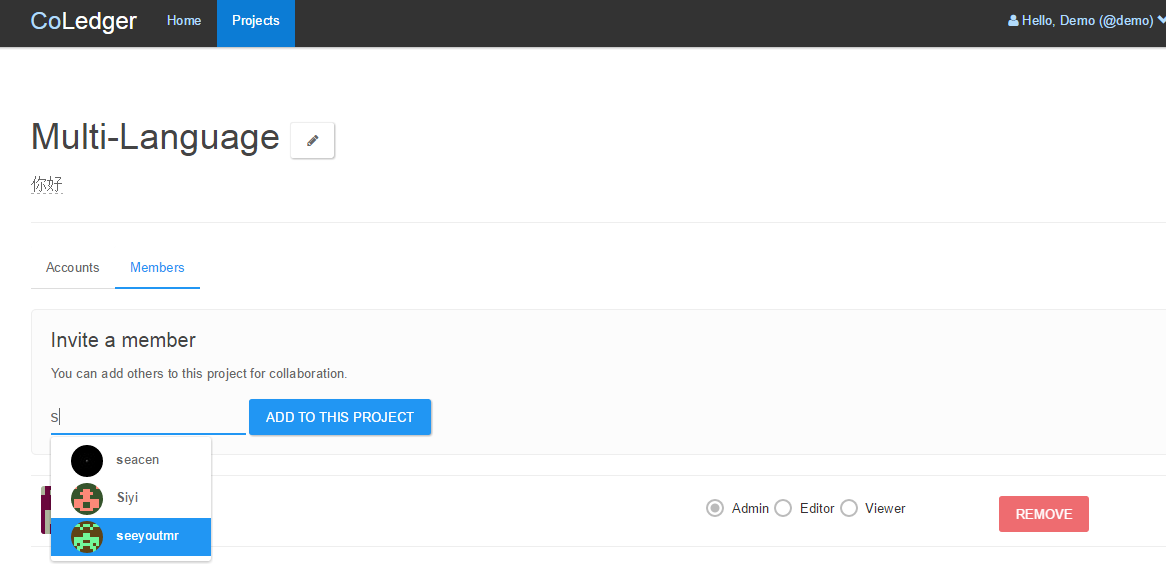 CoLedger Home Projects Hello, Demo (@demo)
Multi-Language
你好
Accounts Members
Invite a member
You can add others to this project for collaboration.
s ADD TO THIS PROJECT
seacen
Siyi
Admin Editor Viewer REMOVE
seeyoutmr